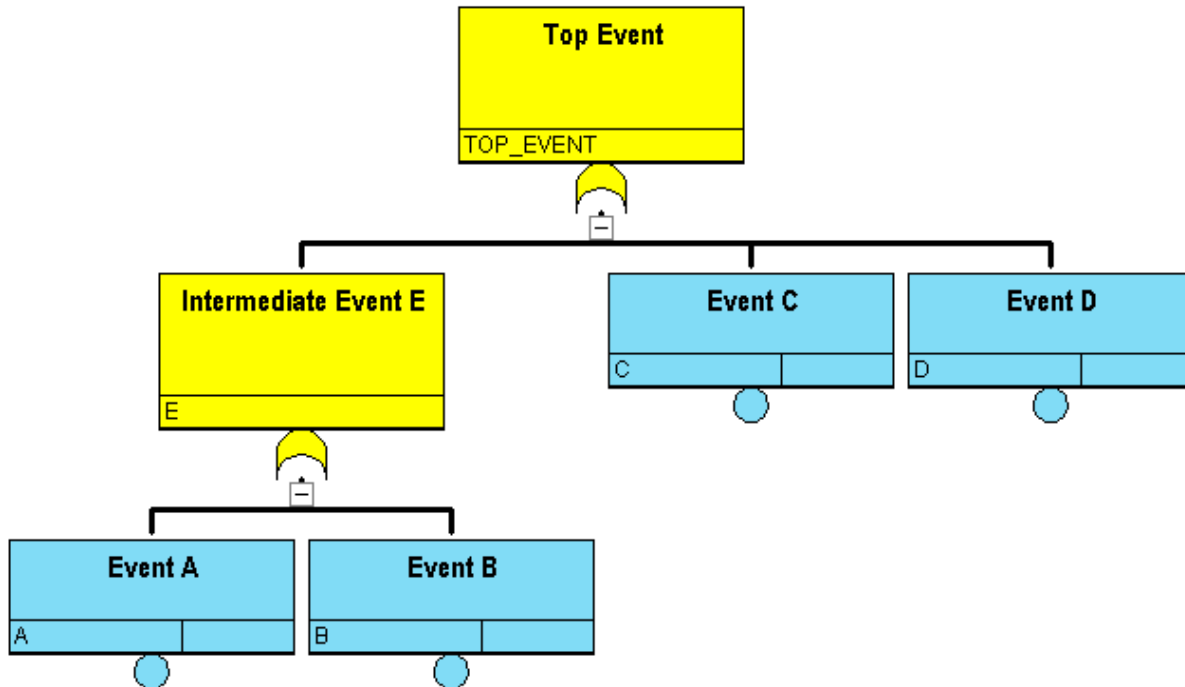 Top Event
TOP_EVENT
Intermediate Event E
E
Event C
C
Event D
D
Event A
A
Event B
B